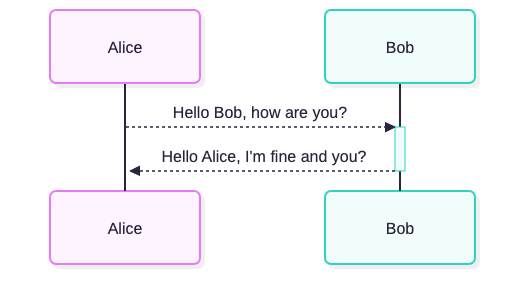 Alice
Bob
Hello Bob, how are you?
Hello Alice, I'm fine and you?
Alice
Bob